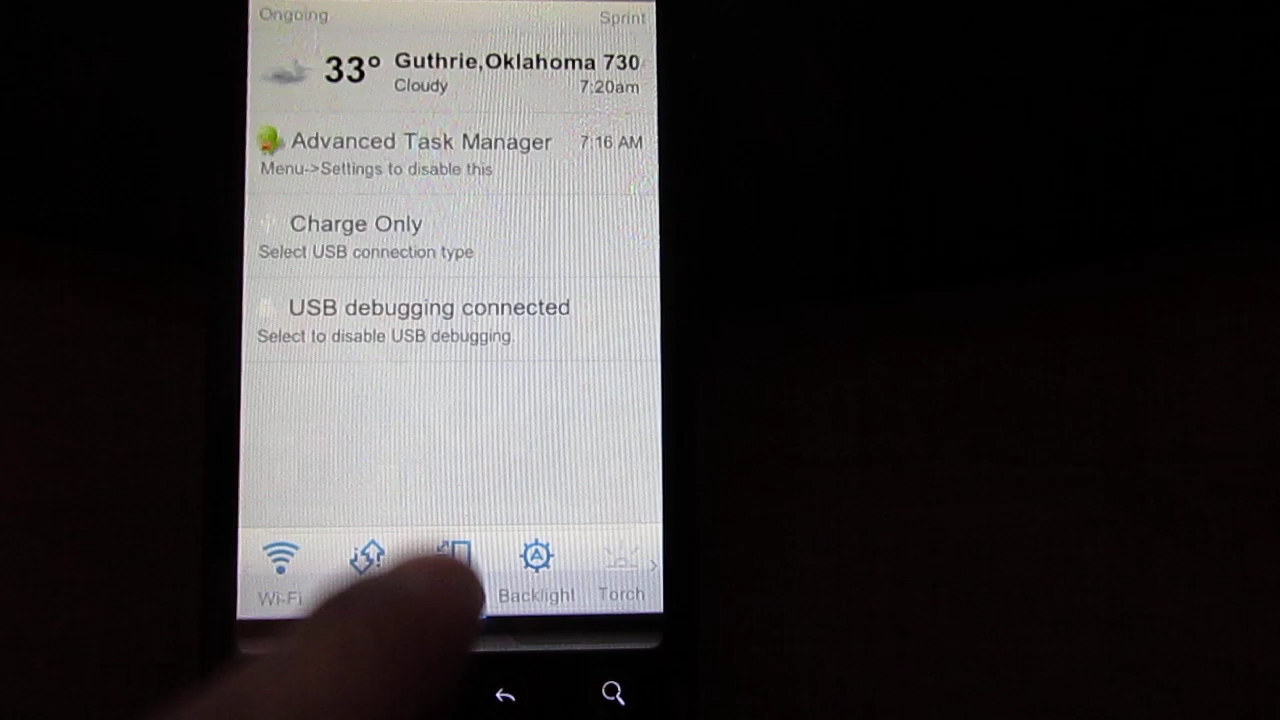 Ongoing Sprint
33° Guthrie,Oklahoma 730
Cloudy 7:20am
Advanced Task Manager 7:16 AM
Menu->Settings to disable this
Charge Only
Select USB connection type
USB debugging connected
Select to disable USB debugging.
Wi-Fi Backlight Torch